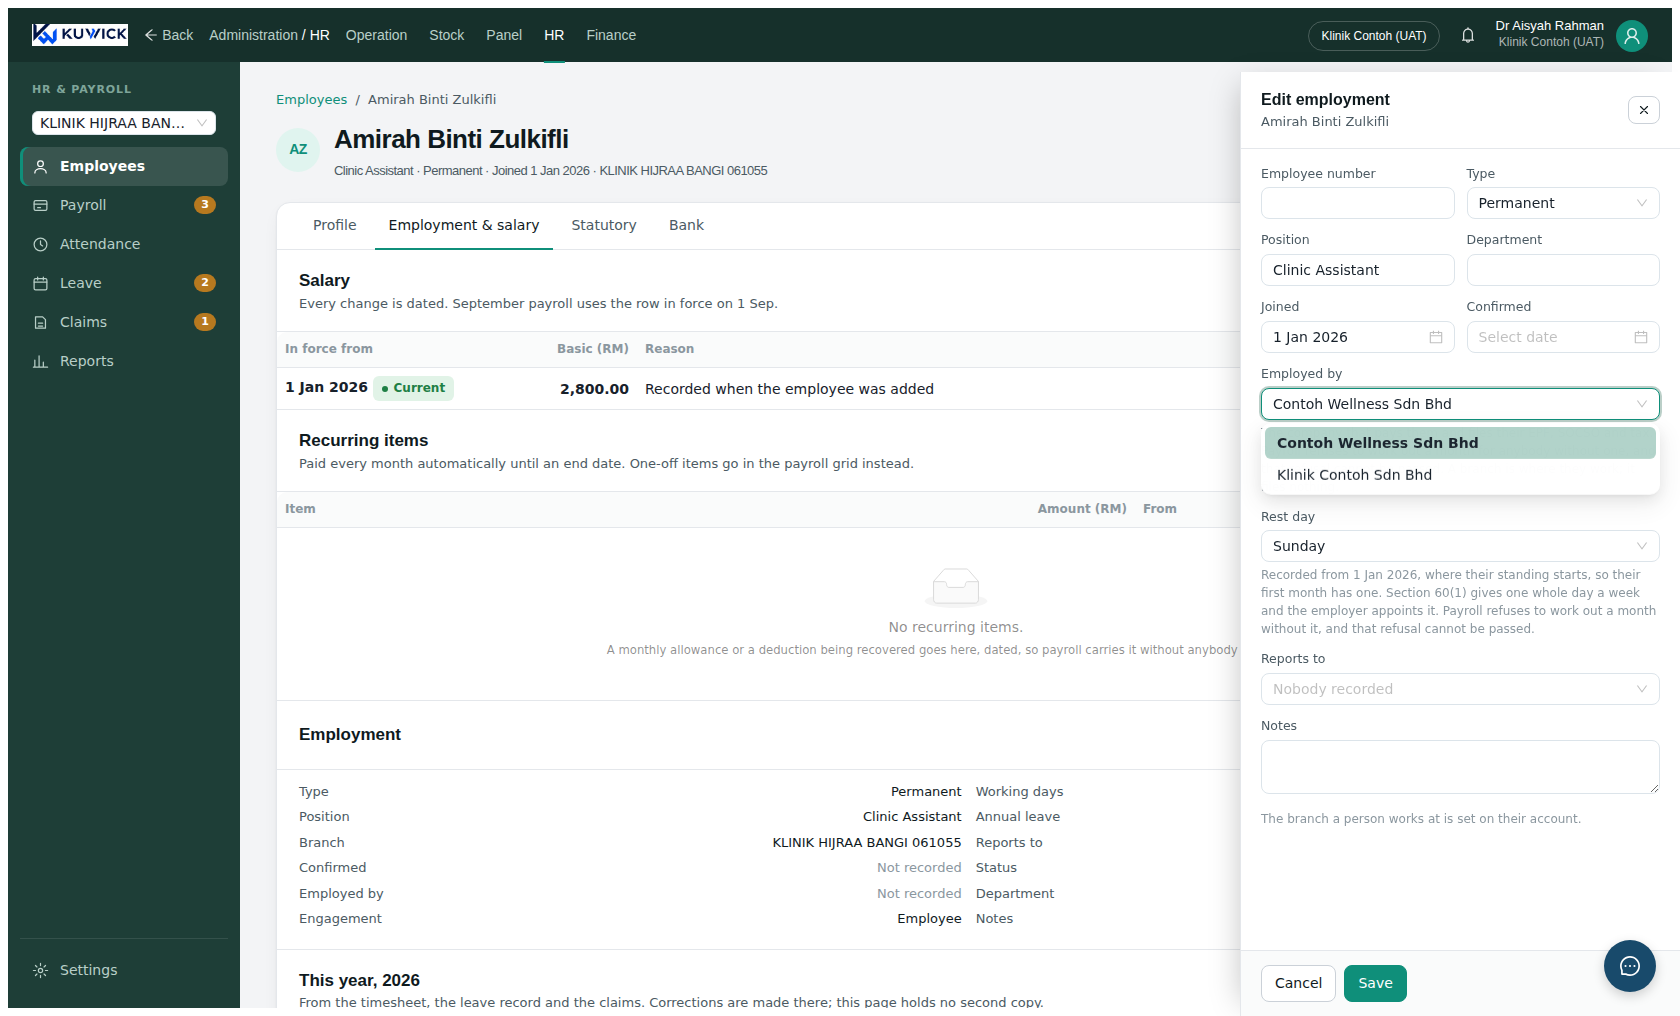 KUWICK
Back
Administration / HR
Operation
Stock
Panel
HR
Finance
Klinik Contoh (UAT)
Dr Aisyah Rahman
Klinik Contoh (UAT)
HR & PAYROLL
KLINIK HIJRAA BAN...
Employees
Payroll 3
Attendance
Leave 2
Claims 1
Reports
Settings
Employees / Amirah Binti Zulkifli
AZ
Amirah Binti Zulkifli
Clinic Assistant · Permanent · Joined 1 Jan 2026 · KLINIK HIJRAA BANGI 061055
Profile
Employment & salary
Statutory
Bank
Salary
Every change is dated. September payroll uses the row in force on 1 Sep.
In force from Basic (RM) Reason
1 Jan 2026 Current 2,800.00 Recorded when the employee was added
Recurring items
Paid every month automatically until an end date. One-off items go in the payroll grid instead.
Item Amount (RM) From
No recurring items.
A monthly allowance or a deduction being recovered goes here, dated, so payroll carries it without anybody
Employment
Type Permanent Working days
Position Clinic Assistant Annual leave
Branch KLINIK HIJRAA BANGI 061055 Reports to
Confirmed Not recorded Status
Employed by Not recorded Department
Engagement Employee Notes
This year, 2026
From the timesheet, the leave record and the claims. Corrections are made there; this page holds no second copy.
Edit employment
Amirah Binti Zulkifli
Employee number Type
Permanent
Position Department
Clinic Assistant
Joined Confirmed
1 Jan 2026 Select date
Employed by
Contoh Wellness Sdn Bhd
Contoh Wellness Sdn Bhd
Klinik Contoh Sdn Bhd
Rest day
Sunday
Recorded from 1 Jan 2026, where their standing starts, so their
first month has one. Section 60(1) gives one whole day a week
and the employer appoints it. Payroll refuses to work out a month
without it, and that refusal cannot be passed.
Reports to
Nobody recorded
Notes
The branch a person works at is set on their account.
Cancel
Save